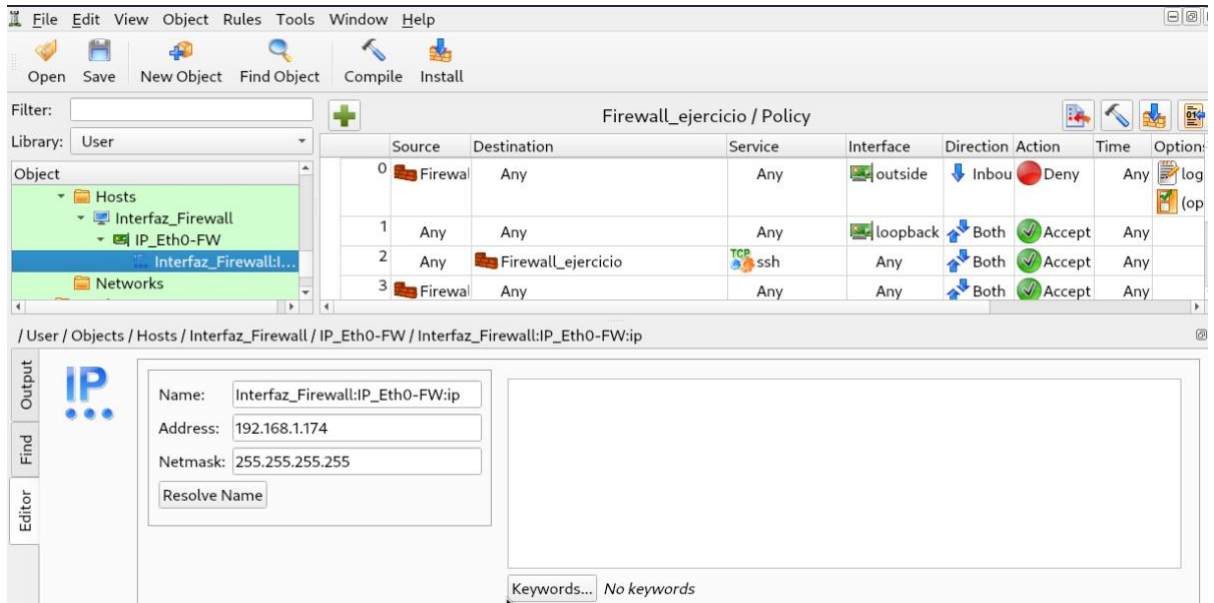 File Edit View Object Rules Tools Window Help
Open Save New Object Find Object Compile Install
Filter:
Firewall_ejercicio / Policy
Library: User
Source Destination Service Interface Direction Action Time Option
Object
Hosts
Interfaz_Firewall
IP_Eth0-FW
Interfaz_Firewall:I...
Networks
0 Firewal Any Any outside Inbou Deny Any log
(op
1 Any Any Any loopback Both Accept Any
2 Any Firewall_ejercicio TCP ssh Any Both Accept Any
3 Firewal Any Any Any Both Accept Any
/ User / Objects / Hosts / Interfaz_Firewall / IP_Eth0-FW / Interfaz_Firewall:IP_Eth0-FW:ip
Output
Find
Editor
IP
Name: Interfaz_Firewall:IP_Eth0-FW:ip
Address: 192.168.1.174
Netmask: 255.255.255.255
Resolve Name
Keywords... No keywords